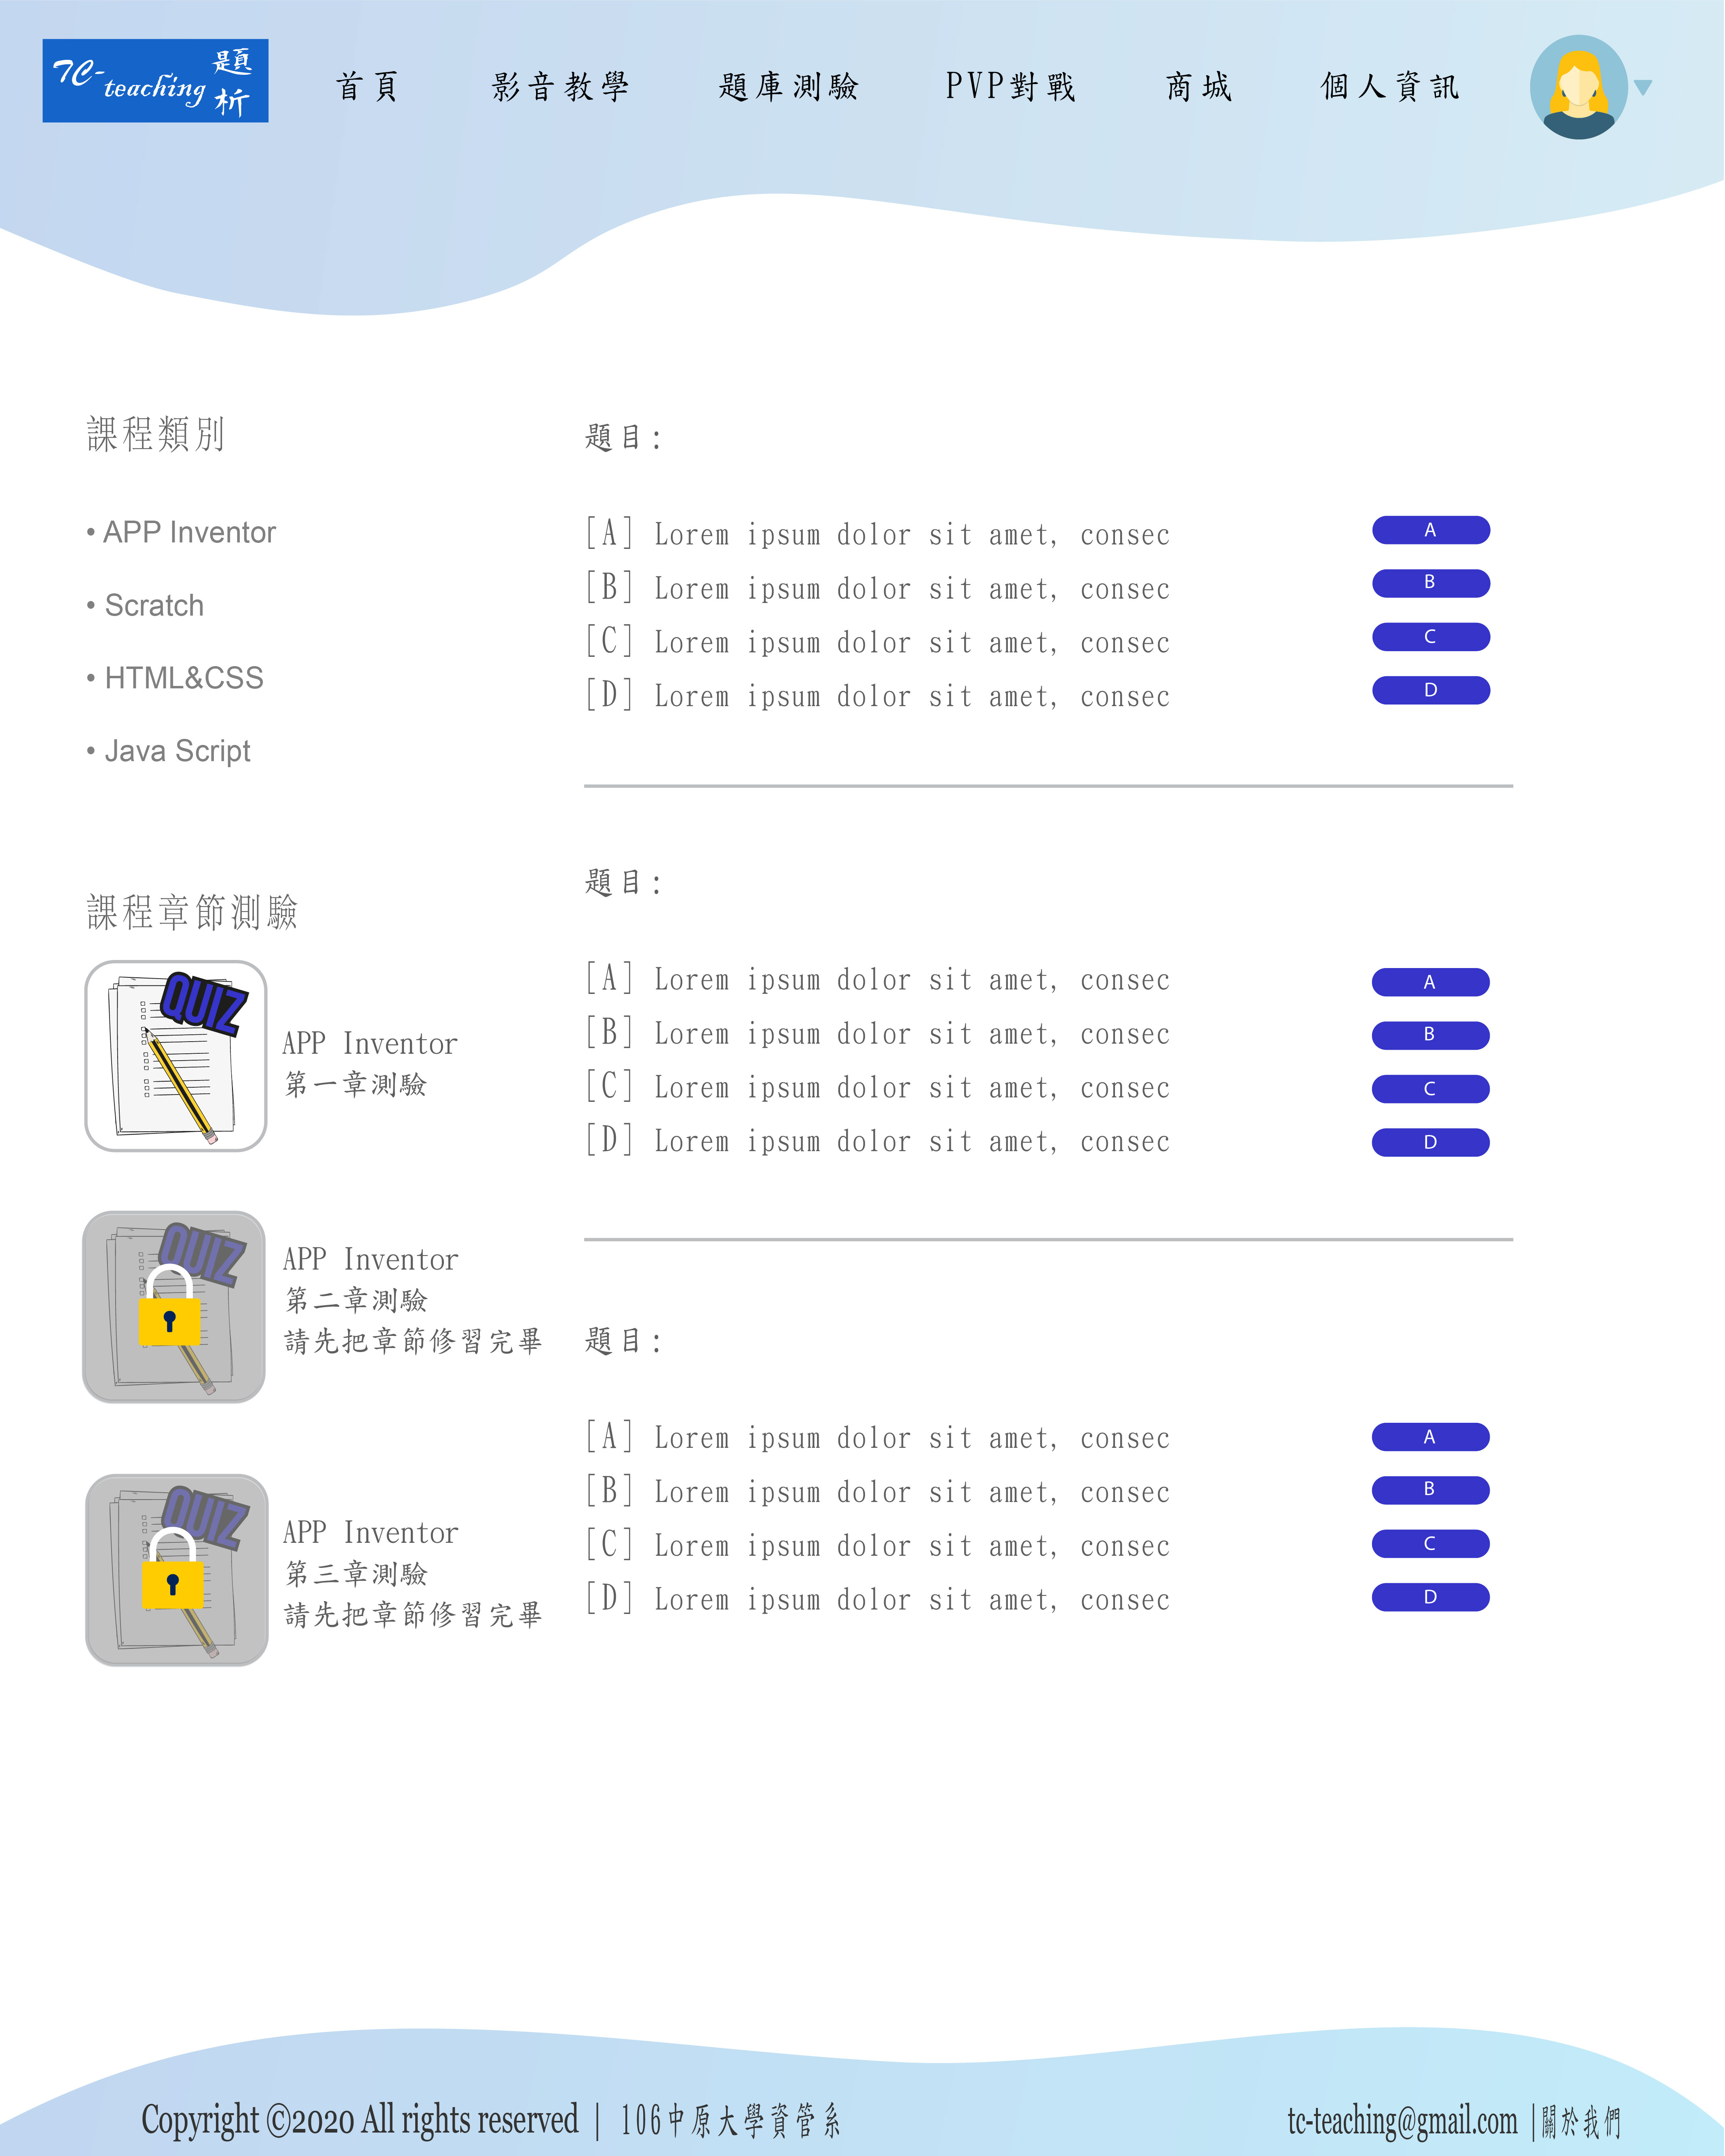 TC-teaching 題析
首頁 影音教學 題庫測驗 PVP對戰 商城 個人資訊
課程類別
• APP Inventor
• Scratch
• HTML&CSS
• Java Script
課程章節測驗
QUIZ
APP Inventor
第一章測驗
QUIZ
APP Inventor
第二章測驗
請先把章節修習完畢
QUIZ
APP Inventor
第三章測驗
請先把章節修習完畢
題目:
[A] Lorem ipsum dolor sit amet, consec A
[B] Lorem ipsum dolor sit amet, consec B
[C] Lorem ipsum dolor sit amet, consec C
[D] Lorem ipsum dolor sit amet, consec D
題目:
[A] Lorem ipsum dolor sit amet, consec A
[B] Lorem ipsum dolor sit amet, consec B
[C] Lorem ipsum dolor sit amet, consec C
[D] Lorem ipsum dolor sit amet, consec D
題目:
[A] Lorem ipsum dolor sit amet, consec A
[B] Lorem ipsum dolor sit amet, consec B
[C] Lorem ipsum dolor sit amet, consec C
[D] Lorem ipsum dolor sit amet, consec D
Copyright ©2020 All rights reserved | 106中原大學資管系 tc-teaching@gmail.com |關於我們